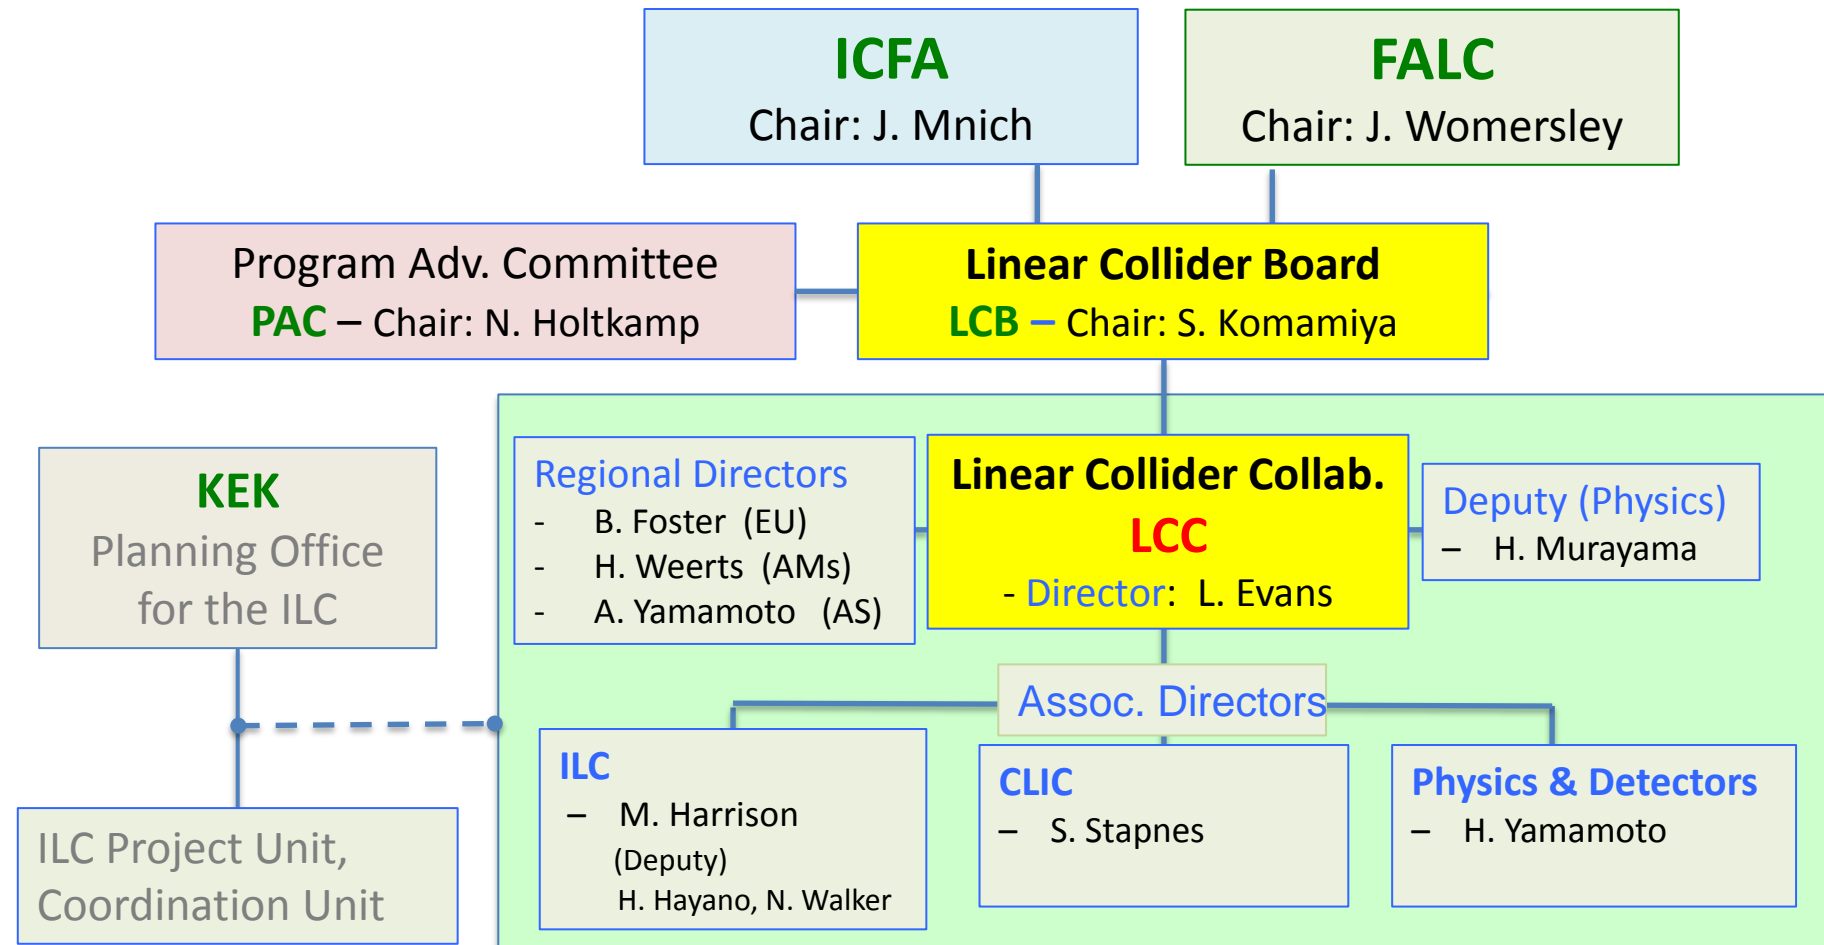 ICFA
Chair: J. Mnich
FALC
Chair: J. Womersley
Program Adv. Committee
PAC – Chair: N. Holtkamp
Linear Collider Board
LCB – Chair: S. Komamiya
KEK
Planning Office
for the ILC
Regional Directors
- B. Foster (EU)
- H. Weerts (AMs)
- A. Yamamoto (AS)
Linear Collider Collab.
LCC
- Director: L. Evans
Deputy (Physics)
– H. Murayama
Assoc. Directors
ILC
– M. Harrison
(Deputy)
H. Hayano, N. Walker
CLIC
– S. Stapnes
Physics & Detectors
– H. Yamamoto
ILC Project Unit,
Coordination Unit